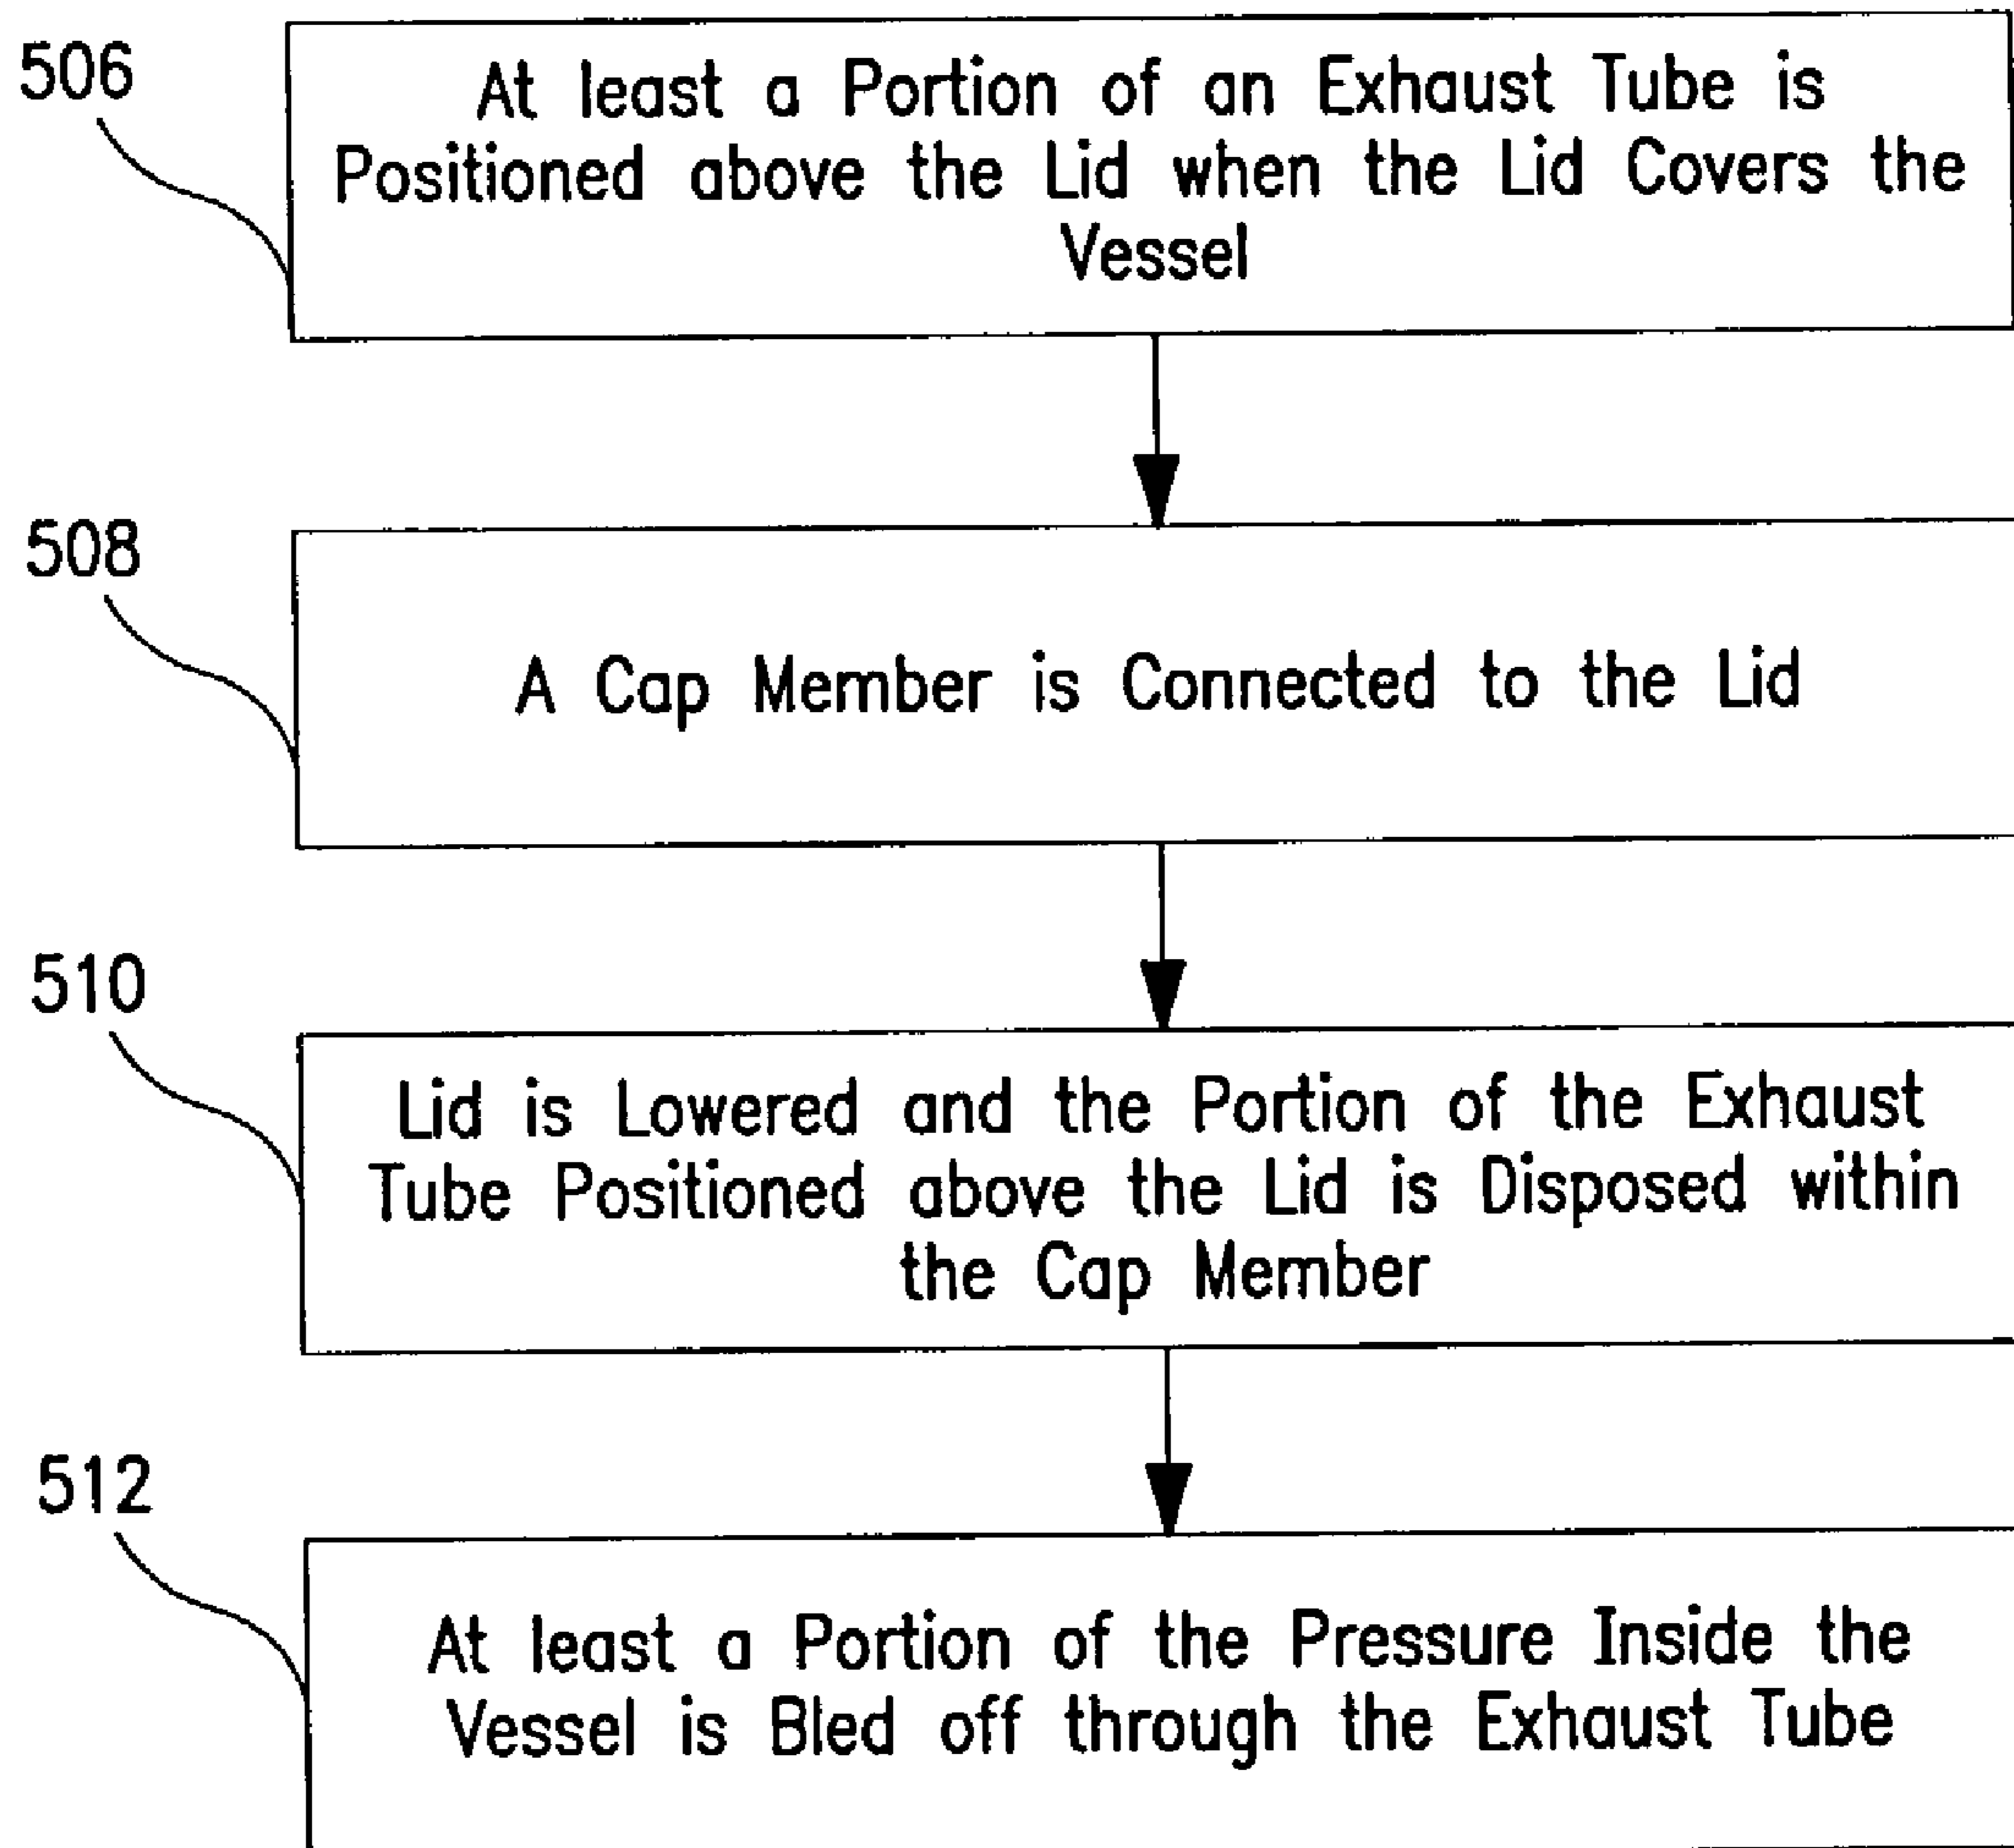 506
At least a Portion of an Exhaust Tube is
Positioned above the Lid when the Lid Covers the
Vessel
508
A Cap Member is Connected to the Lid
510
Lid is Lowered and the Portion of the Exhaust
Tube Positioned above the Lid is Disposed within
the Cap Member
512
At least a Portion of the Pressure Inside the
Vessel is Bled off through the Exhaust Tube